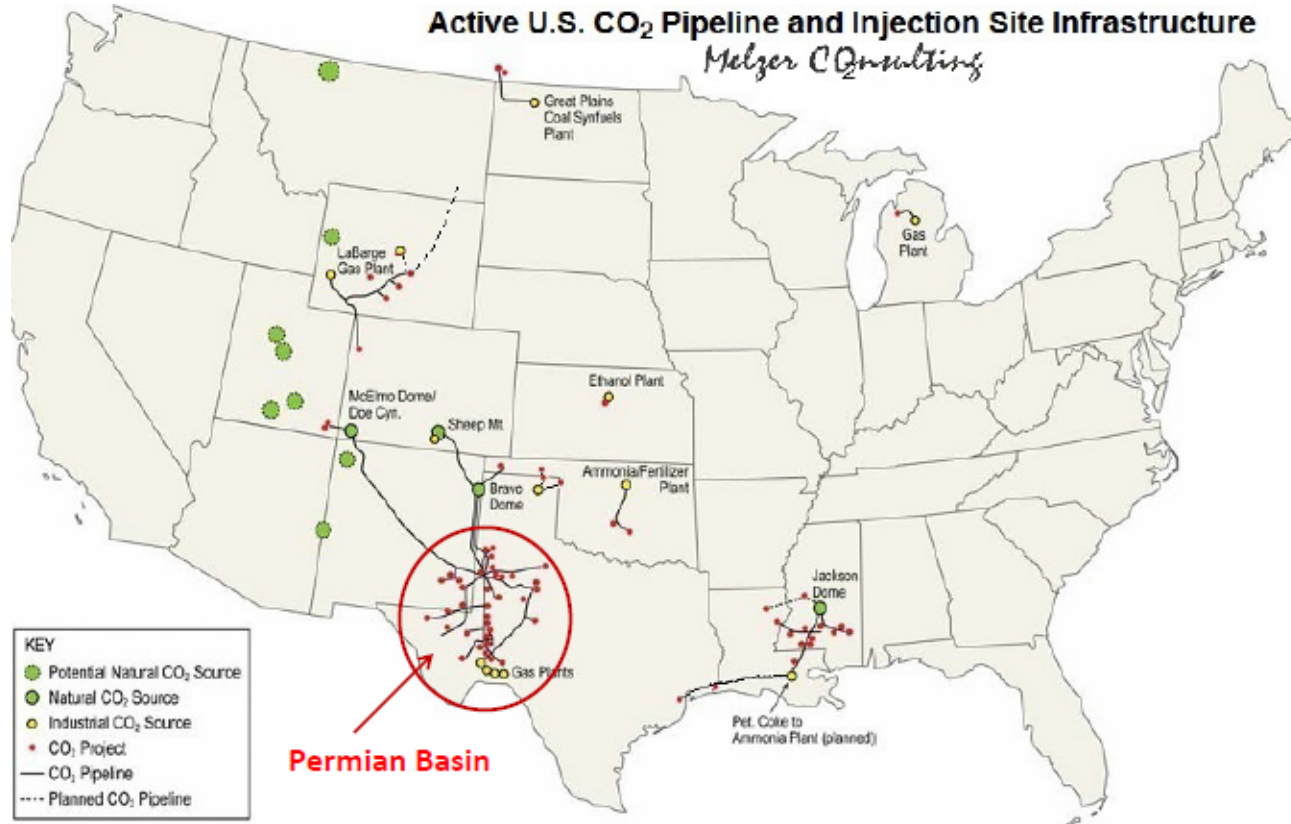 Active U.S. CO₂ Pipeline and Injection Site Infrastructure
Melzer CO2nsulting
Great Plains
Coal Synfuels
Plant
Gas
Plant
LaBarge
Gas Plant
Ethanol Plant
McElmo Dome/
Doe Cyn.
Sheep Mt.
Ammonia/Fertilizer
Plant
Bravo
Dome
Jackson
Dome
Gas Plants
Pet. Coke to
Ammonia Plant (planned)
Permian Basin
KEY
Potential Natural CO₂ Source
Natural CO₂ Source
Industrial CO₂ Source
CO₂ Project
CO₂ Pipeline
Planned CO₂ Pipeline